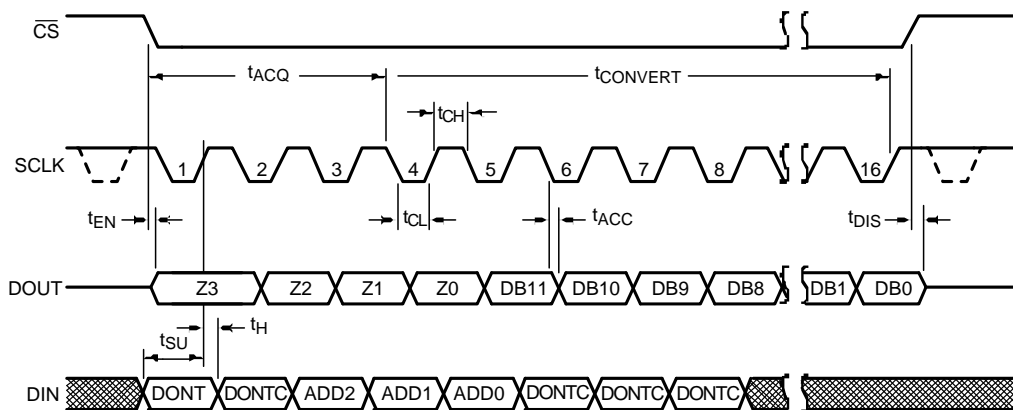 CS
tACQ tCONVERT
tCH
SCLK 1 2 3 4 5 6 7 8 16
tEN tCL tACC tDIS
DOUT Z3 Z2 Z1 Z0 DB11 DB10 DB9 DB8 DB1 DB0
tSU tH
DIN DONT DONTC ADD2 ADD1 ADD0 DONTC DONTC DONTC